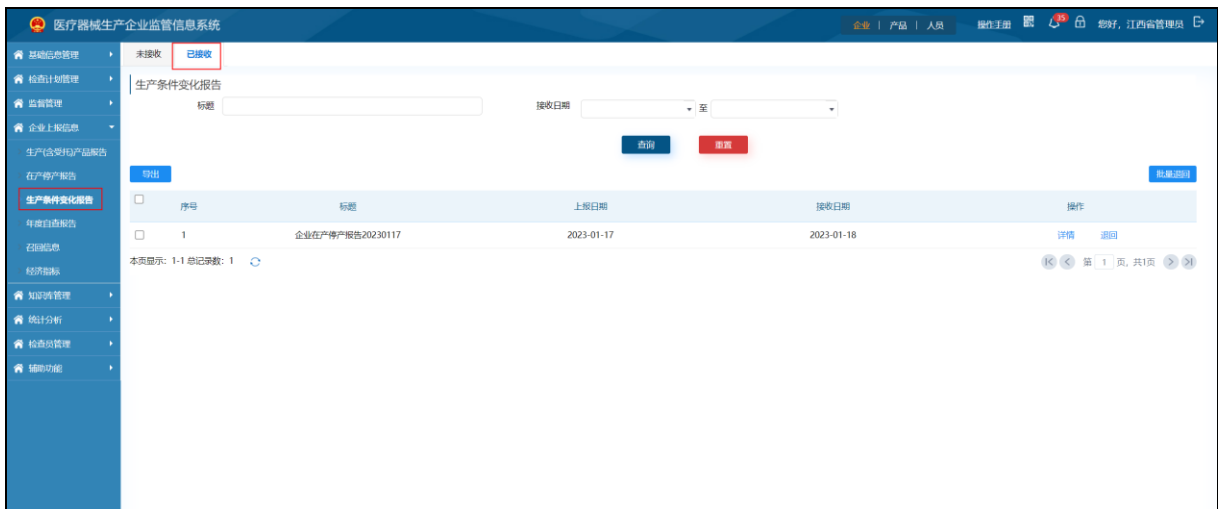 医疗器械生产企业监管信息系统
企业 | 产品 | 人员
操作手册
35
您好, 江西省管理员
基础信息管理
检查计划管理
监督管理
企业上报信息
生产(含受托)产品报告
在产停产报告
生产条件变化报告
年度自查报告
召回信息
经济指标
知识库管理
统计分析
检查员管理
辅助功能
未接收 已接收
生产条件变化报告
标题 接收日期 至
查询 重置
导出 批量退回
序号 标题 上报日期 接收日期 操作
1 企业在产停产报告20230117 2023-01-17 2023-01-18 详情 退回
本页显示: 1-1 总记录数: 1 第 1 页, 共1页